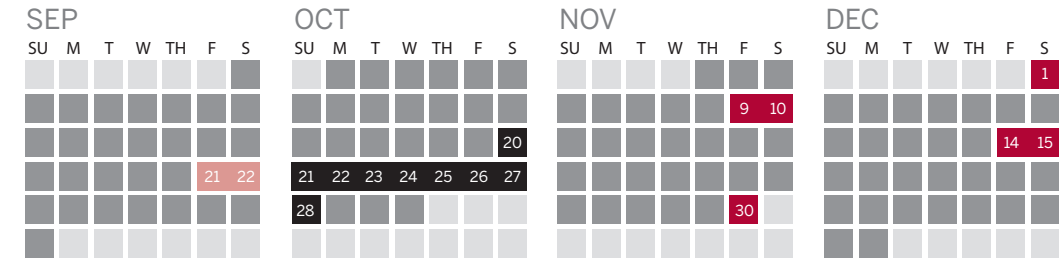 SEP OCT NOV DEC
SU M T W TH F S SU M T W TH F S SU M T W TH F S SU M T W TH F S
1
9 10
20 14 15
21 22 21 22 23 24 25 26 27
28 30